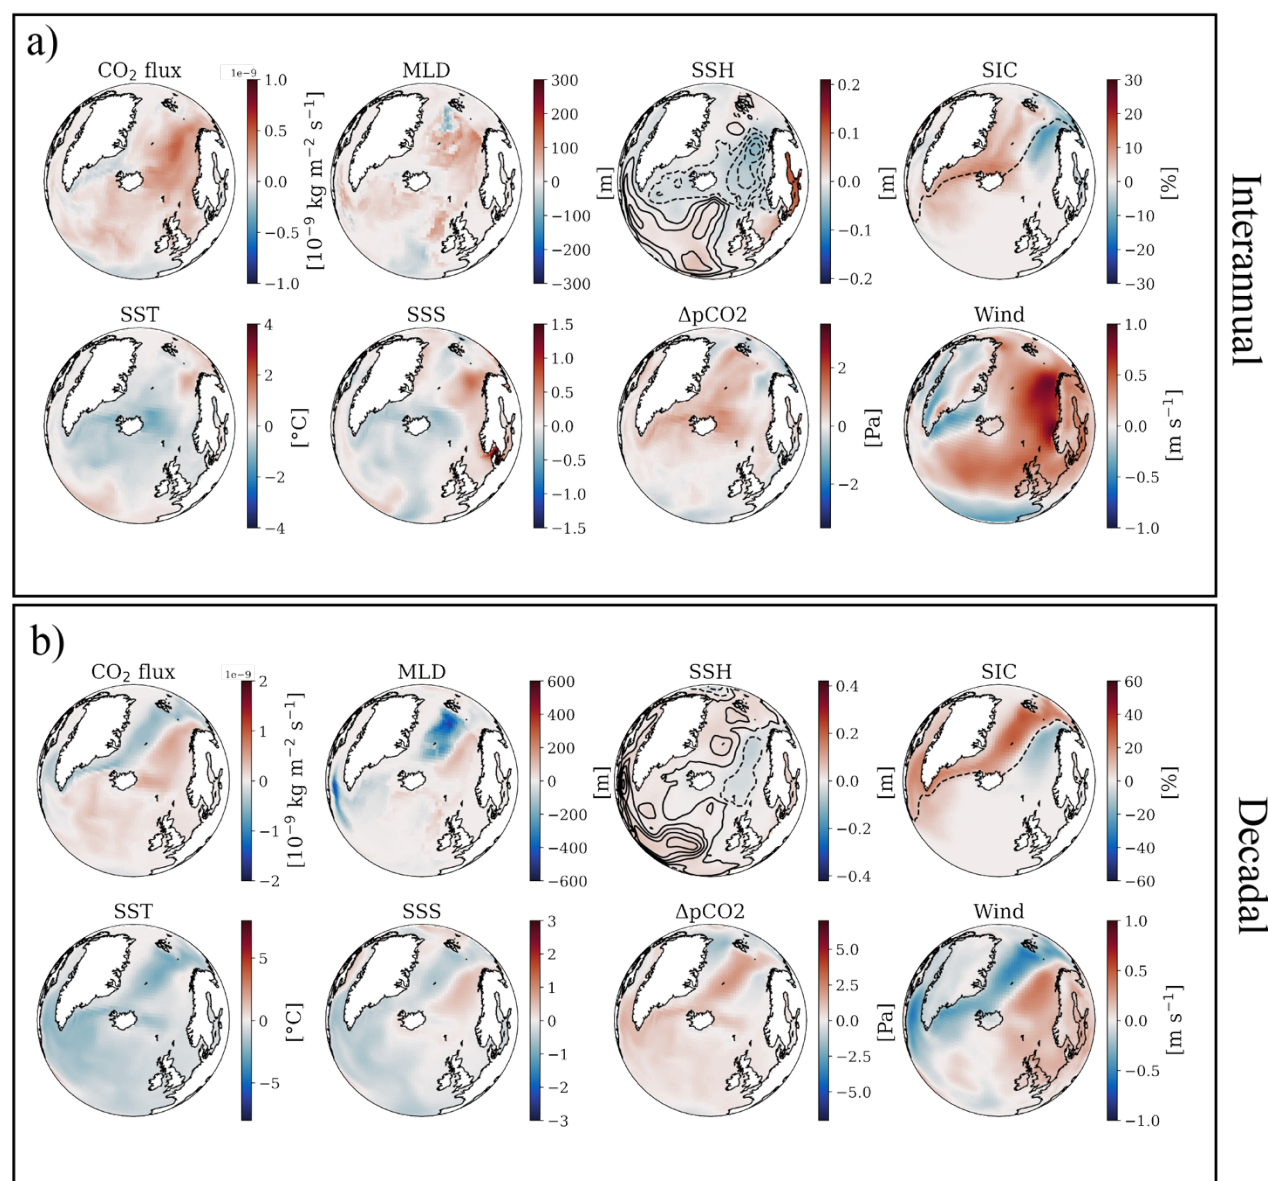 a)
CO₂ flux
1e−9
1.0
0.5
0.0
−0.5
−1.0
[10⁻⁹ kg m⁻² s⁻¹]
MLD
300
200
100
0
−100
−200
−300
[m]
SSH
0.2
0.1
0.0
−0.1
−0.2
[m]
SIC
30
20
10
0
−10
−20
−30
[%]
SST
4
2
0
−2
−4
[°C]
SSS
1.5
1.0
0.5
0.0
−0.5
−1.0
−1.5
ΔpCO2
2
0
−2
[Pa]
Wind
1.0
0.5
0.0
−0.5
−1.0
[m s⁻¹]
Interannual
b)
CO₂ flux
1e−9
2
1
0
−1
−2
[10⁻⁹ kg m⁻² s⁻¹]
MLD
600
400
200
0
−200
−400
−600
[m]
SSH
0.4
0.2
0.0
−0.2
−0.4
[m]
SIC
60
40
20
0
−20
−40
−60
[%]
SST
5
0
−5
[°C]
SSS
3
2
1
0
−1
−2
−3
ΔpCO2
5.0
2.5
0.0
−2.5
−5.0
[Pa]
Wind
1.0
0.5
0.0
−0.5
−1.0
[m s⁻¹]
Decadal